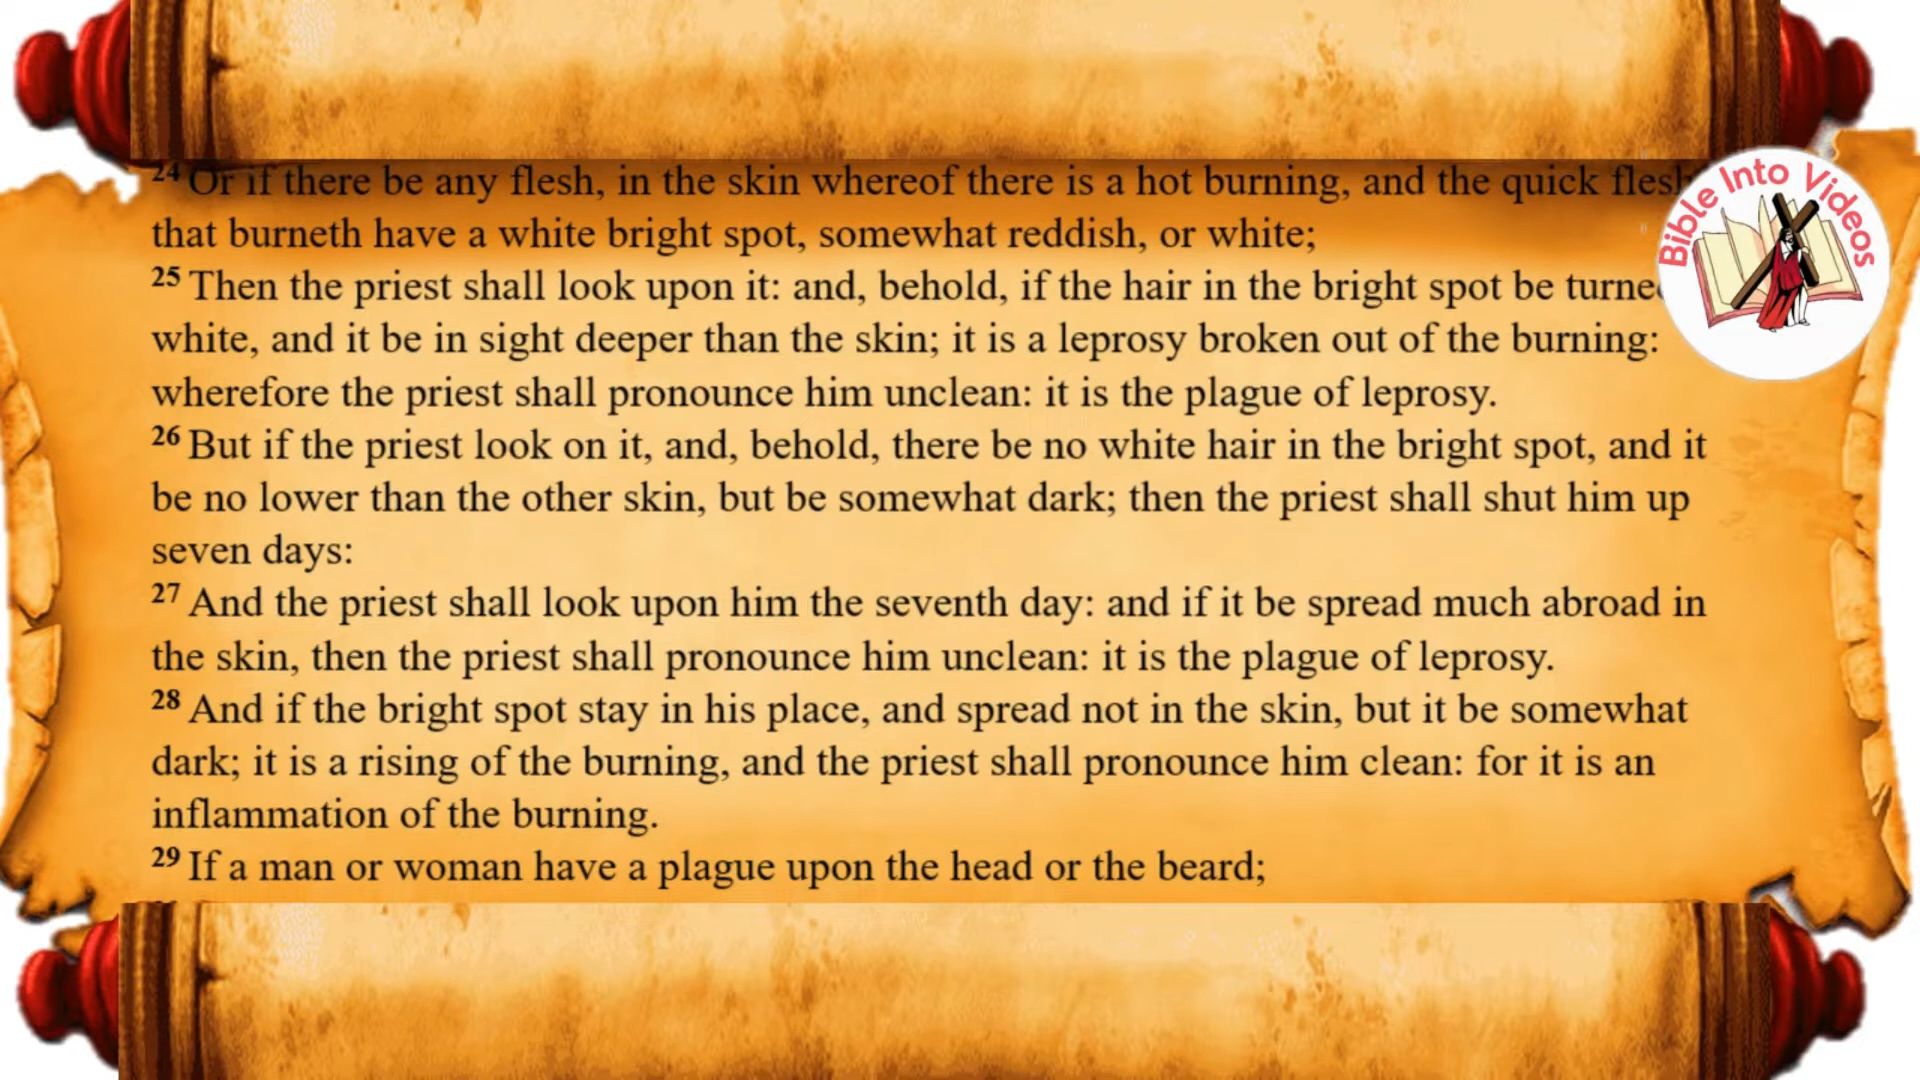 24 Or if there be any flesh, in the skin whereof there is a hot burning, and the quick flesh
that burneth have a white bright spot, somewhat reddish, or white;
25 Then the priest shall look upon it: and, behold, if the hair in the bright spot be turned
white, and it be in sight deeper than the skin; it is a leprosy broken out of the burning:
wherefore the priest shall pronounce him unclean: it is the plague of leprosy.
26 But if the priest look on it, and, behold, there be no white hair in the bright spot, and it
be no lower than the other skin, but be somewhat dark; then the priest shall shut him up
seven days:
27 And the priest shall look upon him the seventh day: and if it be spread much abroad in
the skin, then the priest shall pronounce him unclean: it is the plague of leprosy.
28 And if the bright spot stay in his place, and spread not in the skin, but it be somewhat
dark; it is a rising of the burning, and the priest shall pronounce him clean: for it is an
inflammation of the burning.
29 If a man or woman have a plague upon the head or the beard;
Bible Into Videos